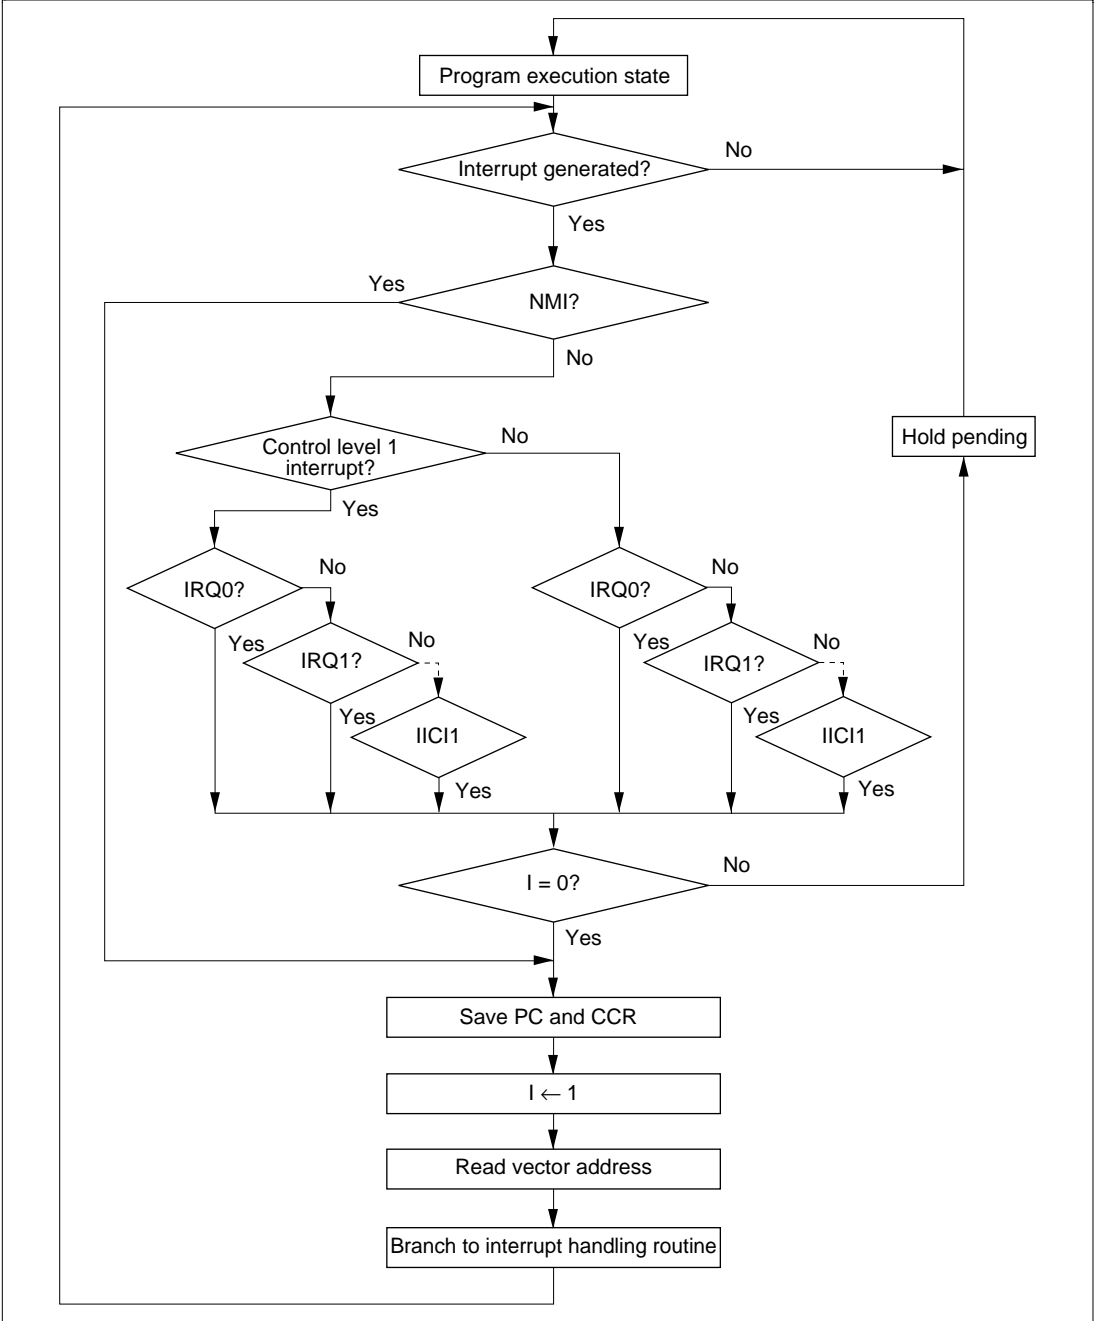 Program execution state
Interrupt generated?
No
Yes
Yes
NMI?
No
Control level 1
interrupt?
No
Hold pending
Yes
IRQ0?
No
IRQ0?
No
Yes
IRQ1?
No
Yes
IRQ1?
No
Yes
IICI1
Yes
IICI1
Yes
Yes
I = 0?
No
Yes
Save PC and CCR
I ← 1
Read vector address
Branch to interrupt handling routine